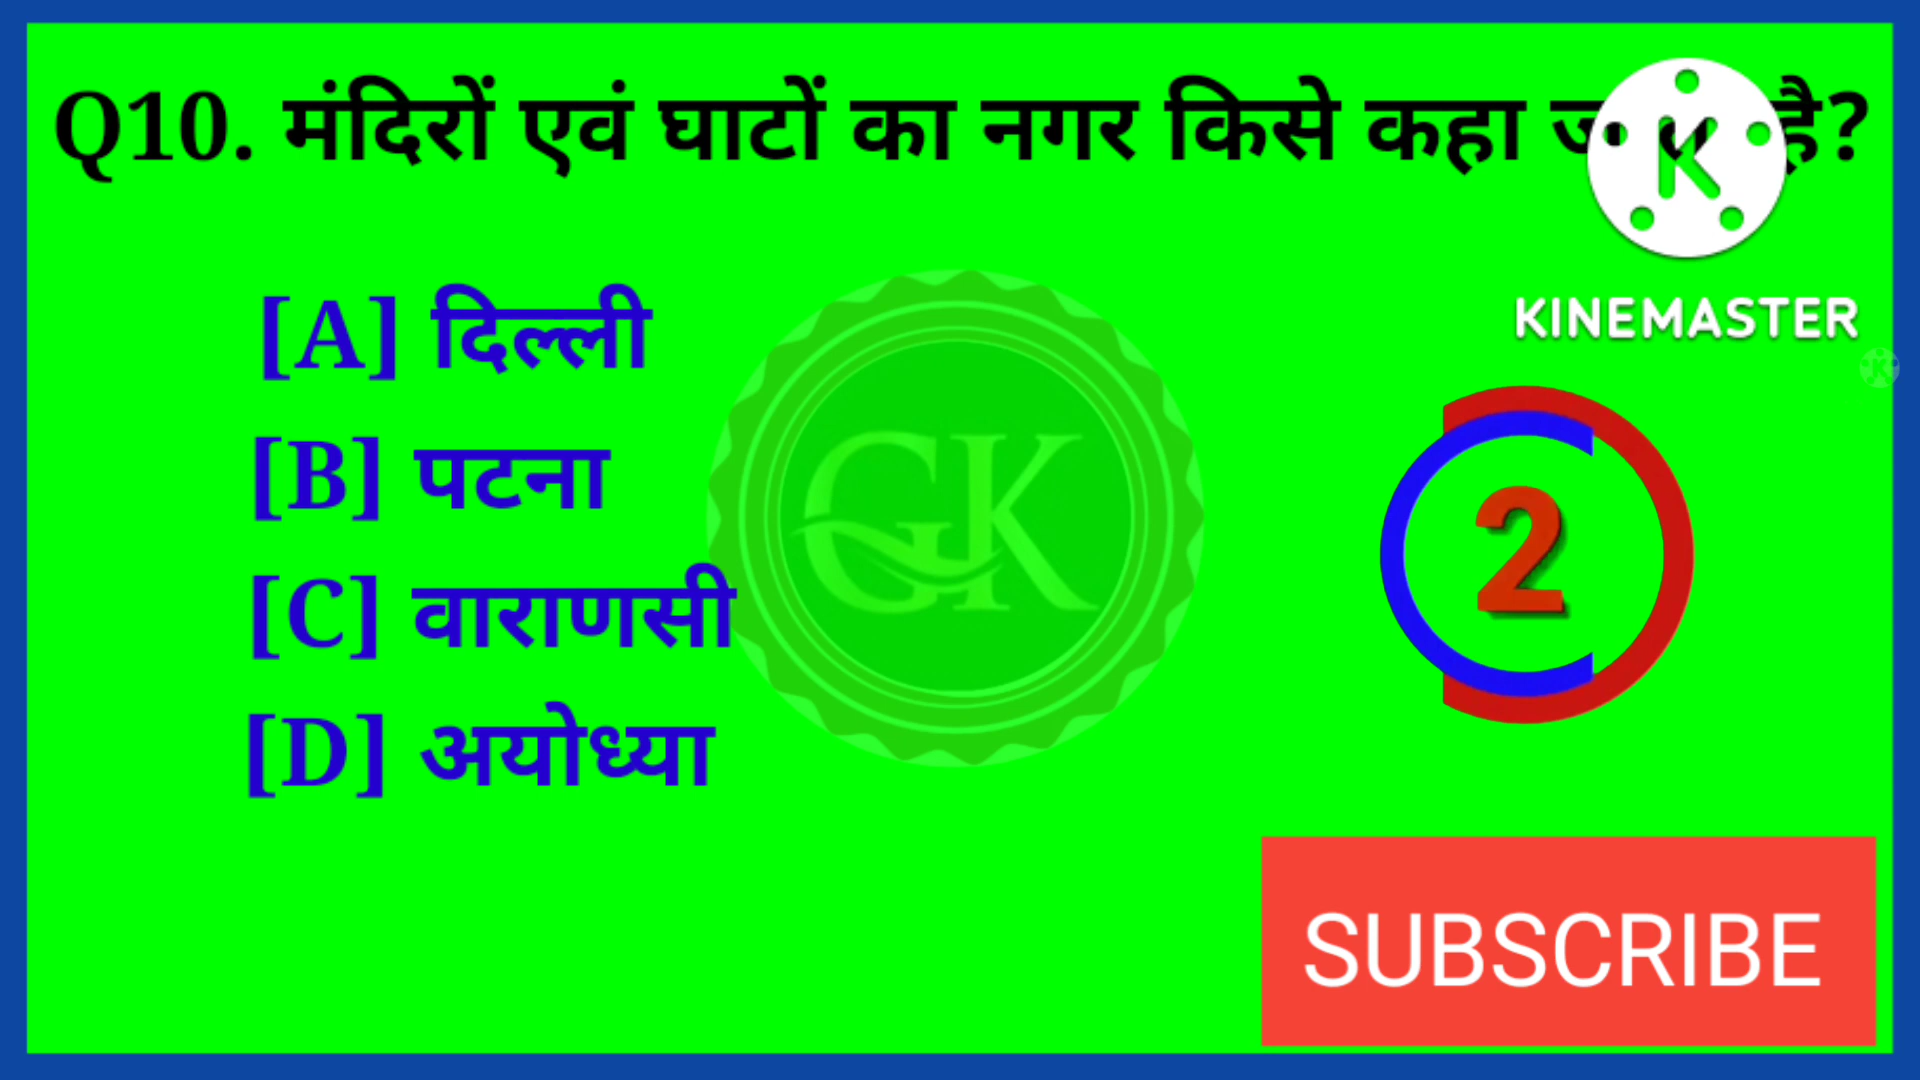 Q10. मंदिरों एवं घाटों का नगर किसे कहा है?
KINEMASTER
[A] दिल्ली
[B] पटना
[C] वाराणसी
[D] अयोध्या
GK
2
SUBSCRIBE